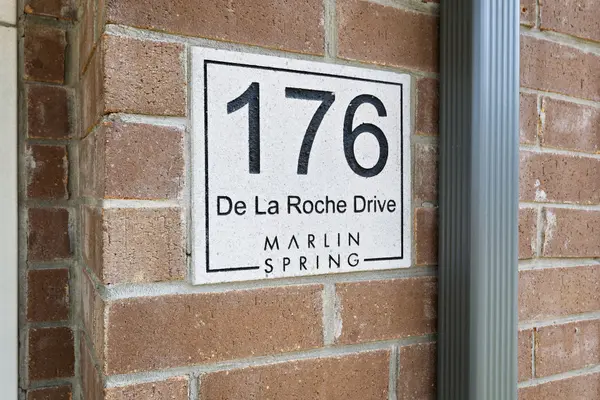 176
De La Roche Drive
MARLIN
SPRING